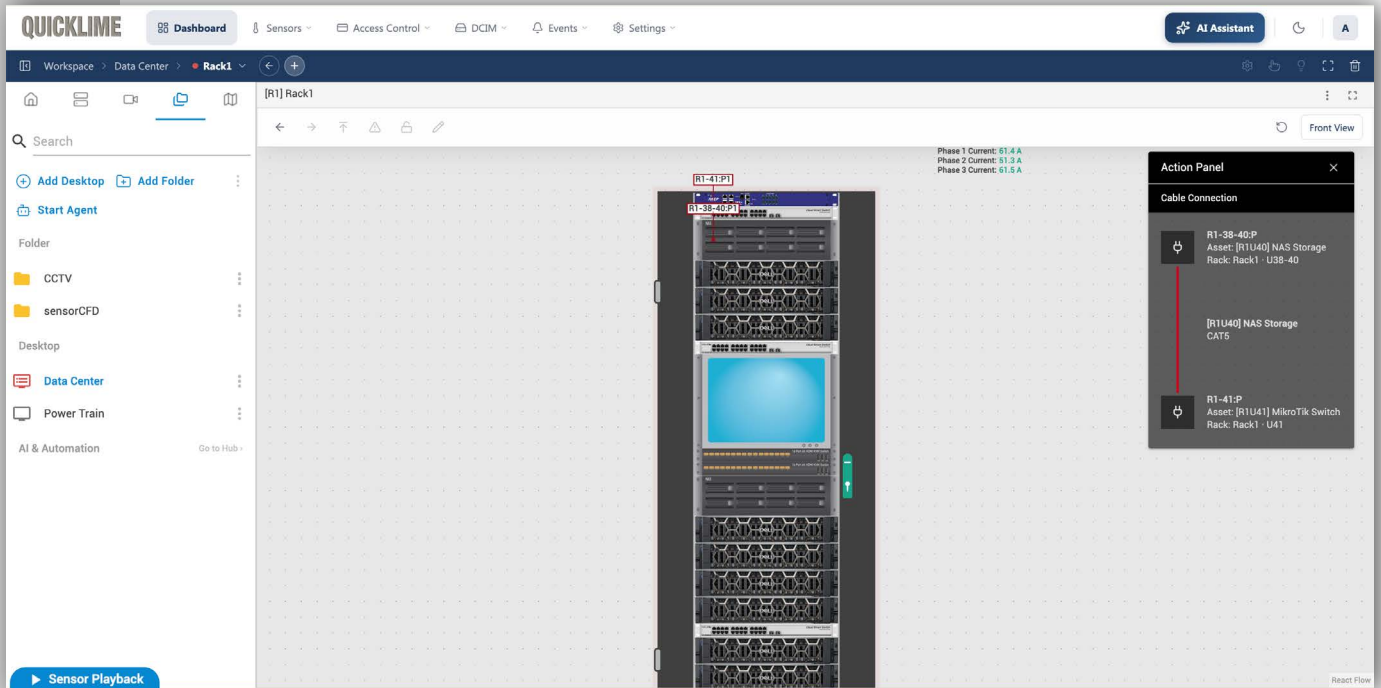 QUICKLIME
Dashboard
Sensors
Access Control
DCIM
Events
Settings
AI Assistant
A
Workspace > Data Center > Rack1
[R1] Rack1
Search
Front View
Add Desktop
Add Folder
Start Agent
Folder
CCTV
sensorCFD
Desktop
Data Center
Power Train
AI & Automation
Go to Hub ›
Sensor Playback
Phase 1 Current: 61.4 A
Phase 2 Current: 51.3 A
Phase 3 Current: 61.5 A
R1-41:P1
R1-38-40:P1
Action Panel
Cable Connection
R1-38-40:P
Asset: [R1U40] NAS Storage
Rack: Rack1 · U38-40
[R1U40] NAS Storage
CAT5
R1-41:P
Asset: [R1U41] MikroTik Switch
Rack: Rack1 · U41
React Flow